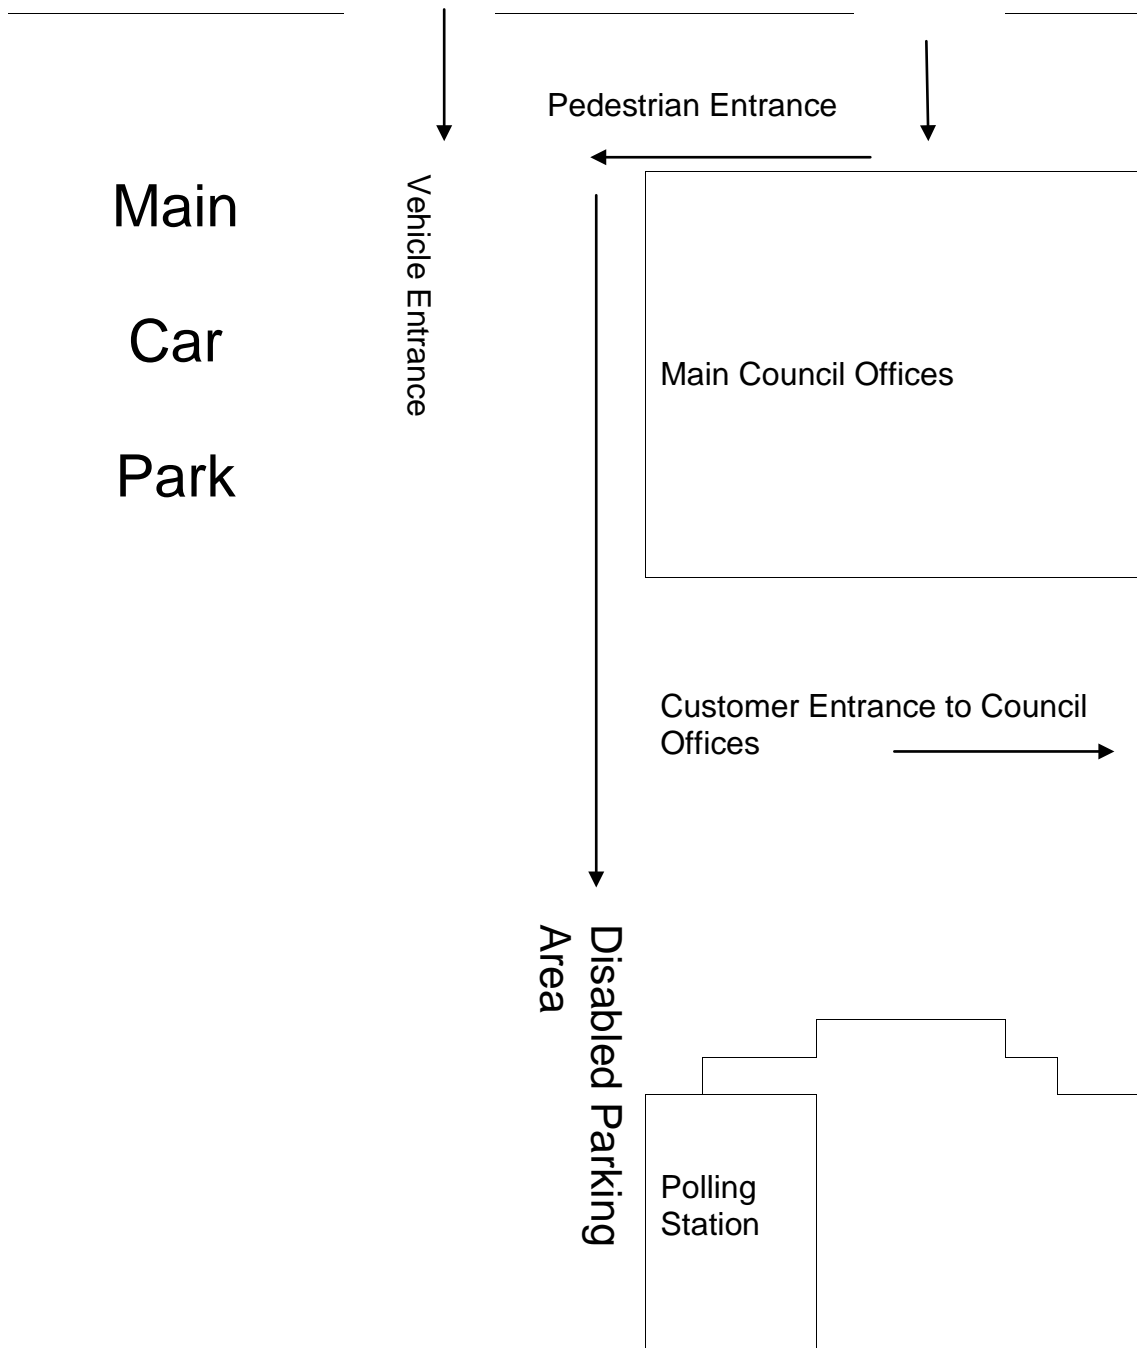 Pedestrian Entrance
Main
Car
Park
Vehicle Entrance
Main Council Offices
Customer Entrance to Council
Offices
Disabled Parking
Area
Polling
Station